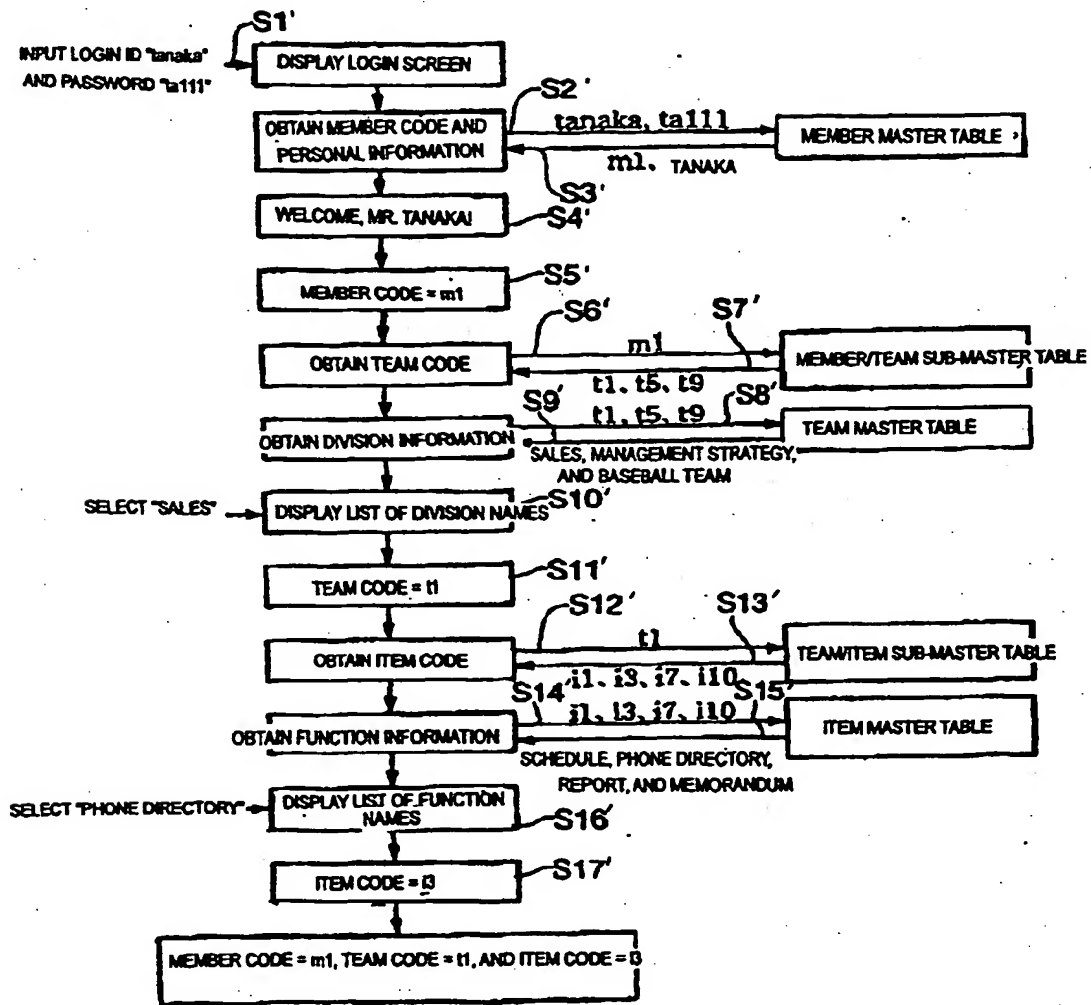 S1'
INPUT LOGIN ID "tanaka"
AND PASSWORD "ta111"
DISPLAY LOGIN SCREEN
S2'
OBTAIN MEMBER CODE AND
PERSONAL INFORMATION
tanaka, ta111
MEMBER MASTER TABLE
m1、TANAKA
S3'
WELCOME, MR. TANAKA!
S4'
S5'
MEMBER CODE = m1
S6'
S7'
OBTAIN TEAM CODE
m1
MEMBER/TEAM SUB-MASTER TABLE
t1、t5、t9
S9'
S8'
t1, t5, t9
OBTAIN DIVISION INFORMATION
TEAM MASTER TABLE
SALES, MANAGEMENT STRATEGY,
AND BASEBALL TEAM
SELECT "SALES"
DISPLAY LIST OF DIVISION NAMES
S10'
TEAM CODE = t1
S11'
S12'
S13'
OBTAIN ITEM CODE
t1
TEAM/ITEM SUB-MASTER TABLE
i1、i3、i7、i10
S14'
S15'
i1, i3, i7, i10
OBTAIN FUNCTION INFORMATION
ITEM MASTER TABLE
SCHEDULE, PHONE DIRECTORY,
REPORT, AND MEMORANDUM
SELECT "PHONE DIRECTORY"
DISPLAY LIST OF FUNCTION
NAMES
S16'
ITEM CODE = i3
S17'
MEMBER CODE = m1, TEAM CODE = t1, AND ITEM CODE = i3